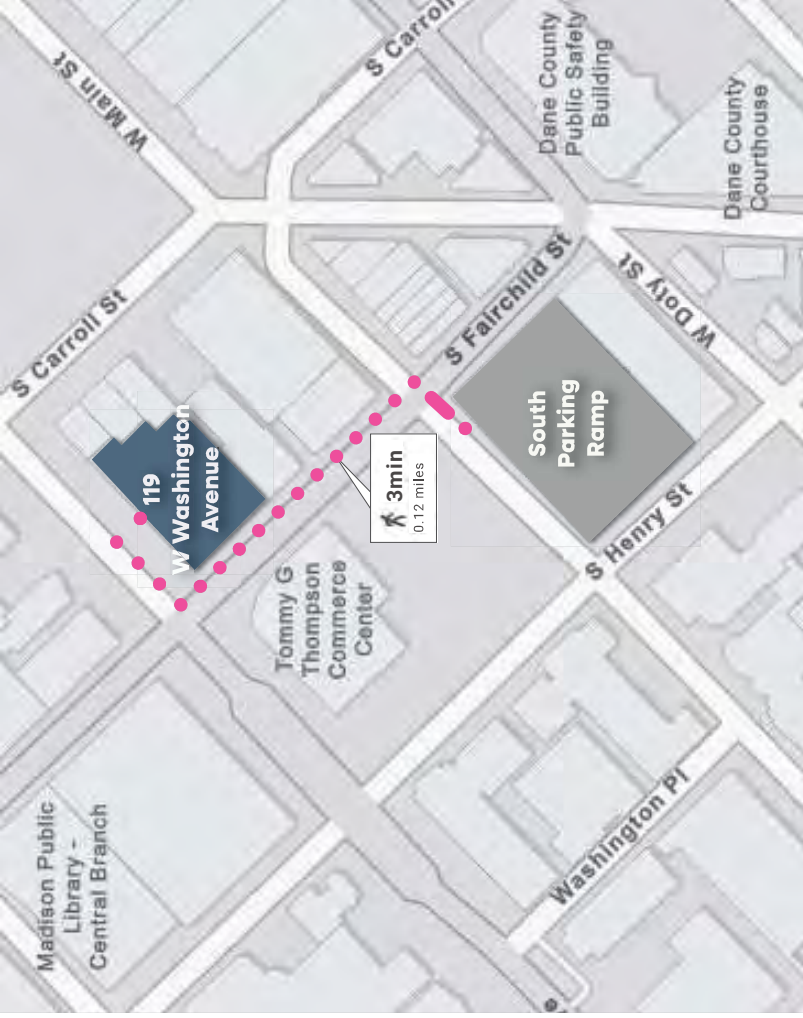 S Carroll
W Main St
Dane County
Public Safety
Building
Dane County
Courthouse
S Carroll St
S Fairchild St
W Doty St
119
W Washington
Avenue
South
Parking
Ramp
3min
0.12 miles
S Henry St
Tommy G
Thompson
Commerce
Center
Washington Pl
Madison Public
Library -
Central Branch
e